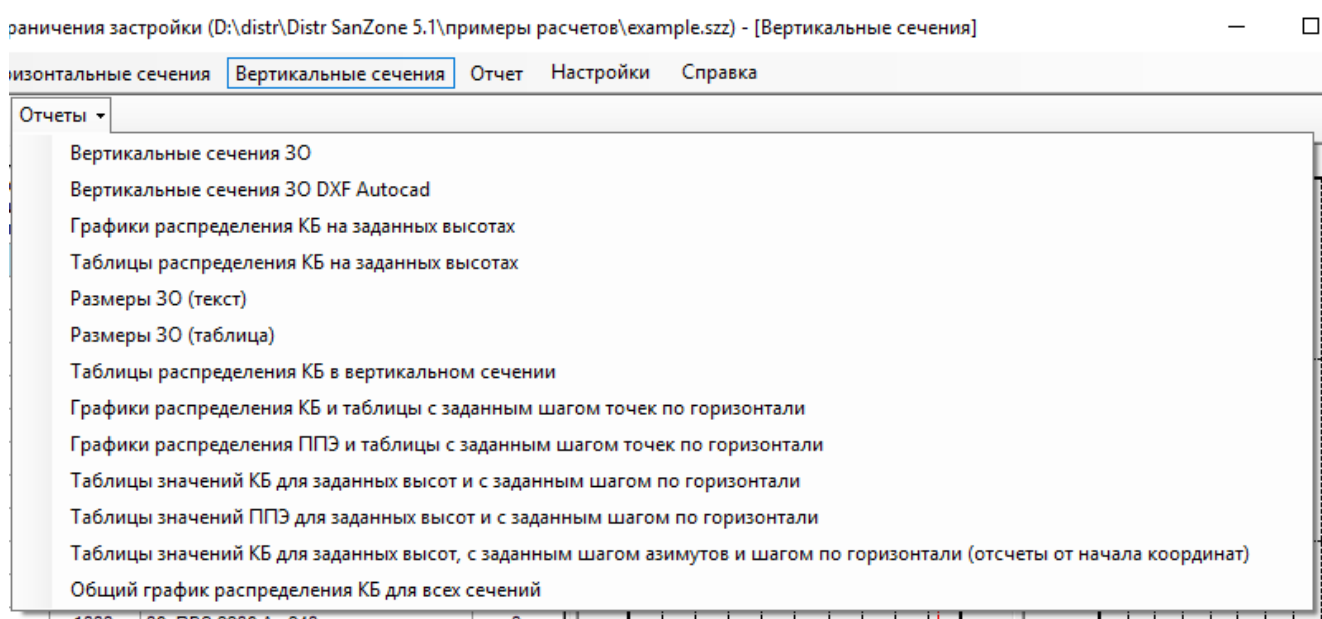 раничения застройки (D:\distr\Distr SanZone 5.1\примеры расчетов\example.szz) - [Вертикальные сечения]
ризонтальные сечения Вертикальные сечения Отчет Настройки Справка
Отчеты
Вертикальные сечения ЗО
Вертикальные сечения ЗО DXF Autocad
Графики распределения КБ на заданных высотах
Таблицы распределения КБ на заданных высотах
Размеры ЗО (текст)
Размеры ЗО (таблица)
Таблицы распределения КБ в вертикальном сечении
Графики распределения КБ и таблицы с заданным шагом точек по горизонтали
Графики распределения ППЭ и таблицы с заданным шагом точек по горизонтали
Таблицы значений КБ для заданных высот и с заданным шагом по горизонтали
Таблицы значений ППЭ для заданных высот и с заданным шагом по горизонтали
Таблицы значений КБ для заданных высот, с заданным шагом азимутов и шагом по горизонтали (отсчеты от начала координат)
Общий график распределения КБ для всех сечений